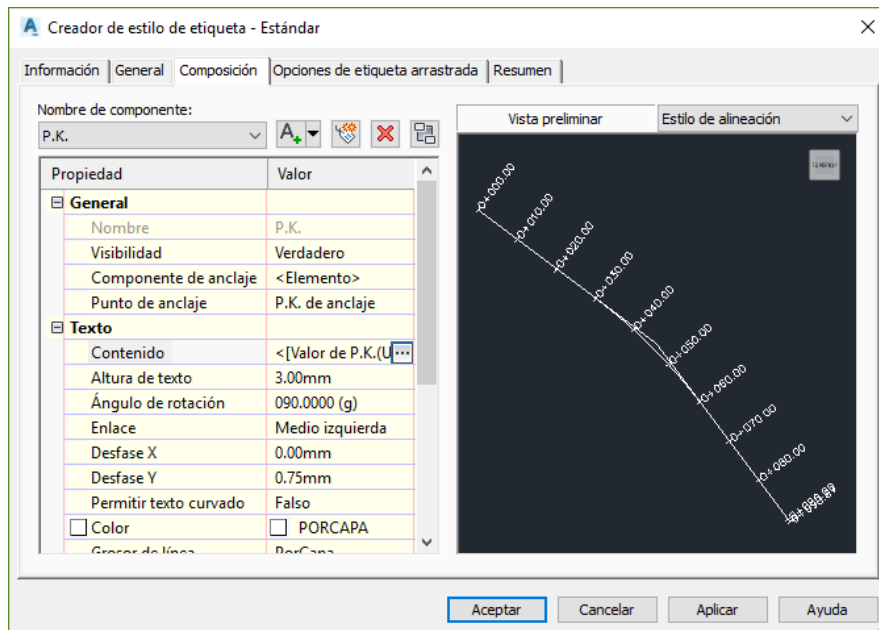 Creador de estilo de etiqueta - Estándar
Información General Composición Opciones de etiqueta arrastrada Resumen
Nombre de componente:
P.K.
Vista preliminar Estilo de alineación
Propiedad Valor
General
Nombre P.K.
Visibilidad Verdadero
Componente de anclaje <Elemento>
Punto de anclaje P.K. de anclaje
Texto
Contenido <[Valor de P.K.(U ...
Altura de texto 3.00mm
Ángulo de rotación 090.0000 (g)
Enlace Medio izquierda
Desfase X 0.00mm
Desfase Y 0.75mm
Permitir texto curvado Falso
Color PORCAPA
Grosor de línea PorCapa
0+000.00
0+010.00
0+020.00
0+030.00
0+040.00
0+050.00
0+060.00
0+070.00
0+080.00
Aceptar Cancelar Aplicar Ayuda